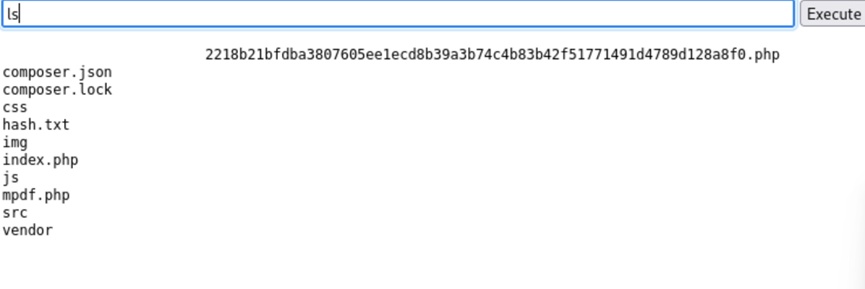 ls
Execute
2218b21bfdba3807605ee1ecd8b39a3b74c4b83b42f51771491d4789d128a8f0.php
composer.json
composer.lock
css
hash.txt
img
index.php
js
mpdf.php
src
vendor